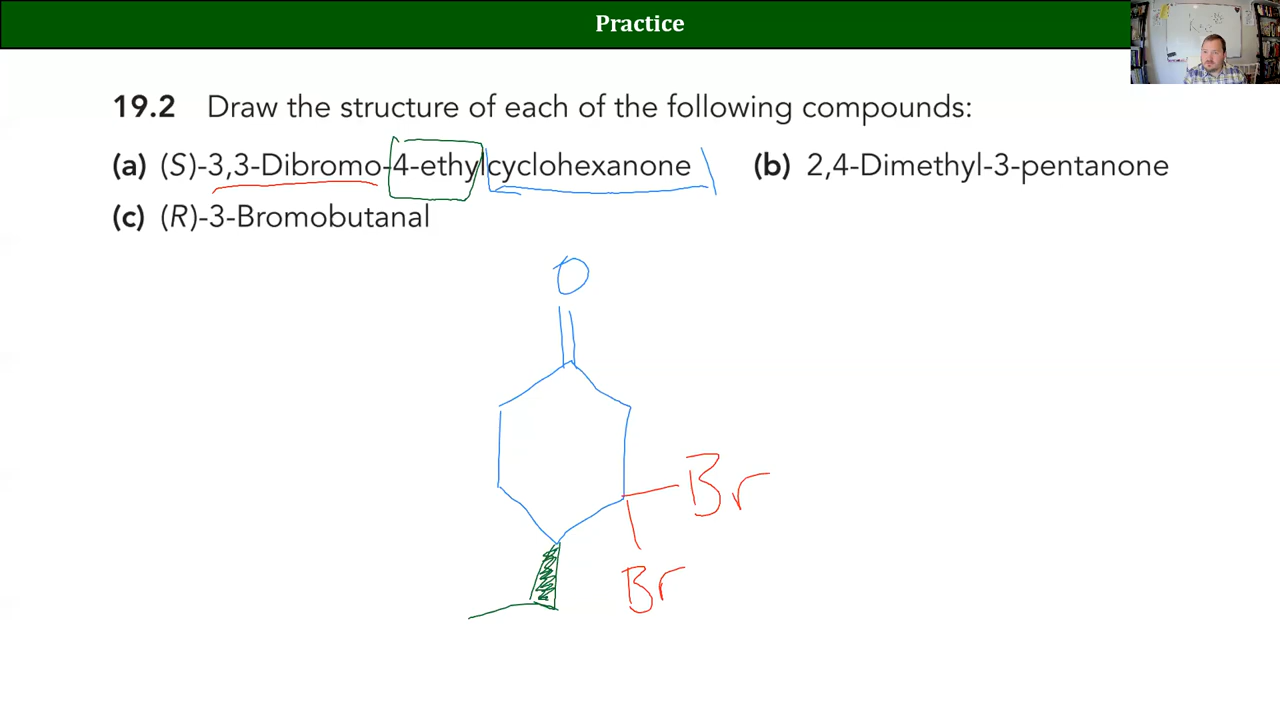 Practice
19.2 Draw the structure of each of the following compounds:
(a) (S)-3,3-Dibromo-4-ethylcyclohexanone (b) 2,4-Dimethyl-3-pentanone
(c) (R)-3-Bromobutanal
O
Br
Br